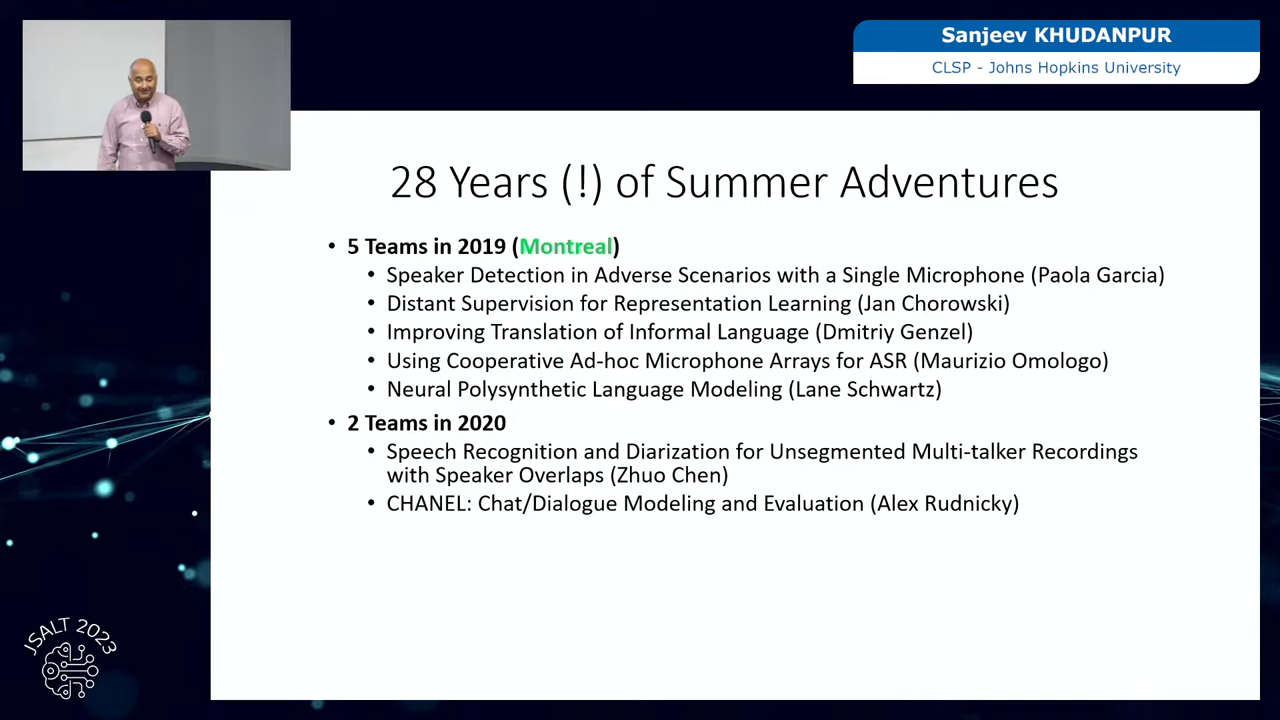 Sanjeev KHUDANPUR
CLSP - Johns Hopkins University
28 Years (!) of Summer Adventures
• 5 Teams in 2019 (Montreal)
• Speaker Detection in Adverse Scenarios with a Single Microphone (Paola Garcia)
• Distant Supervision for Representation Learning (Jan Chorowski)
• Improving Translation of Informal Language (Dmitriy Genzel)
• Using Cooperative Ad-hoc Microphone Arrays for ASR (Maurizio Omologo)
• Neural Polysynthetic Language Modeling (Lane Schwartz)
• 2 Teams in 2020
• Speech Recognition and Diarization for Unsegmented Multi-talker Recordings
with Speaker Overlaps (Zhuo Chen)
• CHANEL: Chat/Dialogue Modeling and Evaluation (Alex Rudnicky)
JSALT 2023